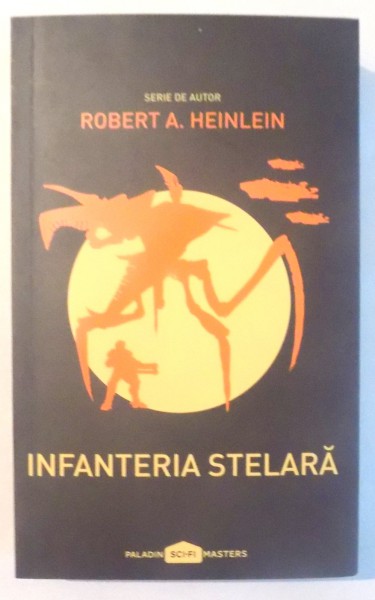 SERIE DE AUTOR
ROBERT A. HEINLEIN
INFANTERIA STELARĂ
PALADIN SCI-FI MASTERS